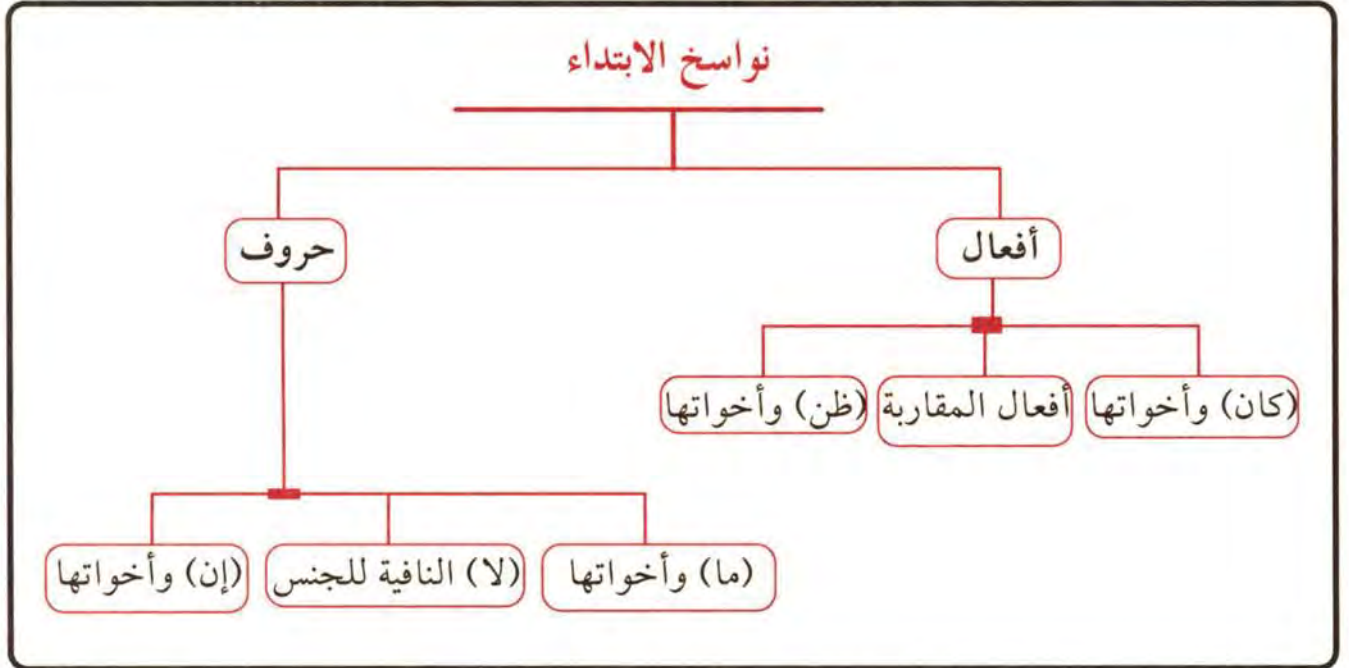 نواسخ الابتداء
أفعال
حروف
(كان) وأخواتها
أفعال المقاربة
(ظن) وأخواتها
(ما) وأخواتها
(لا) النافية للجنس
(إن) وأخواتها